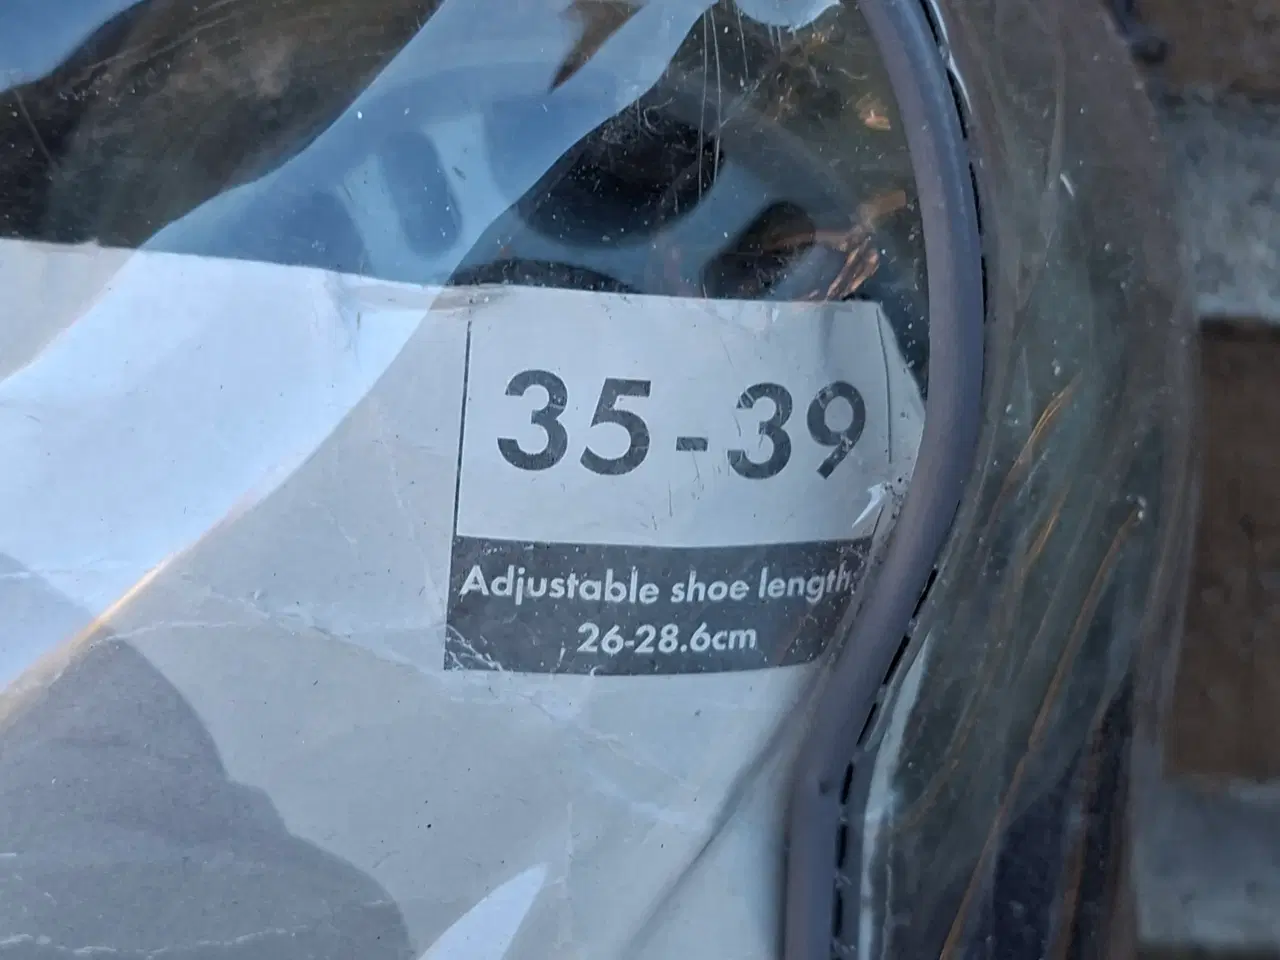 35-39
Adjustable shoe length:
26-28.6cm